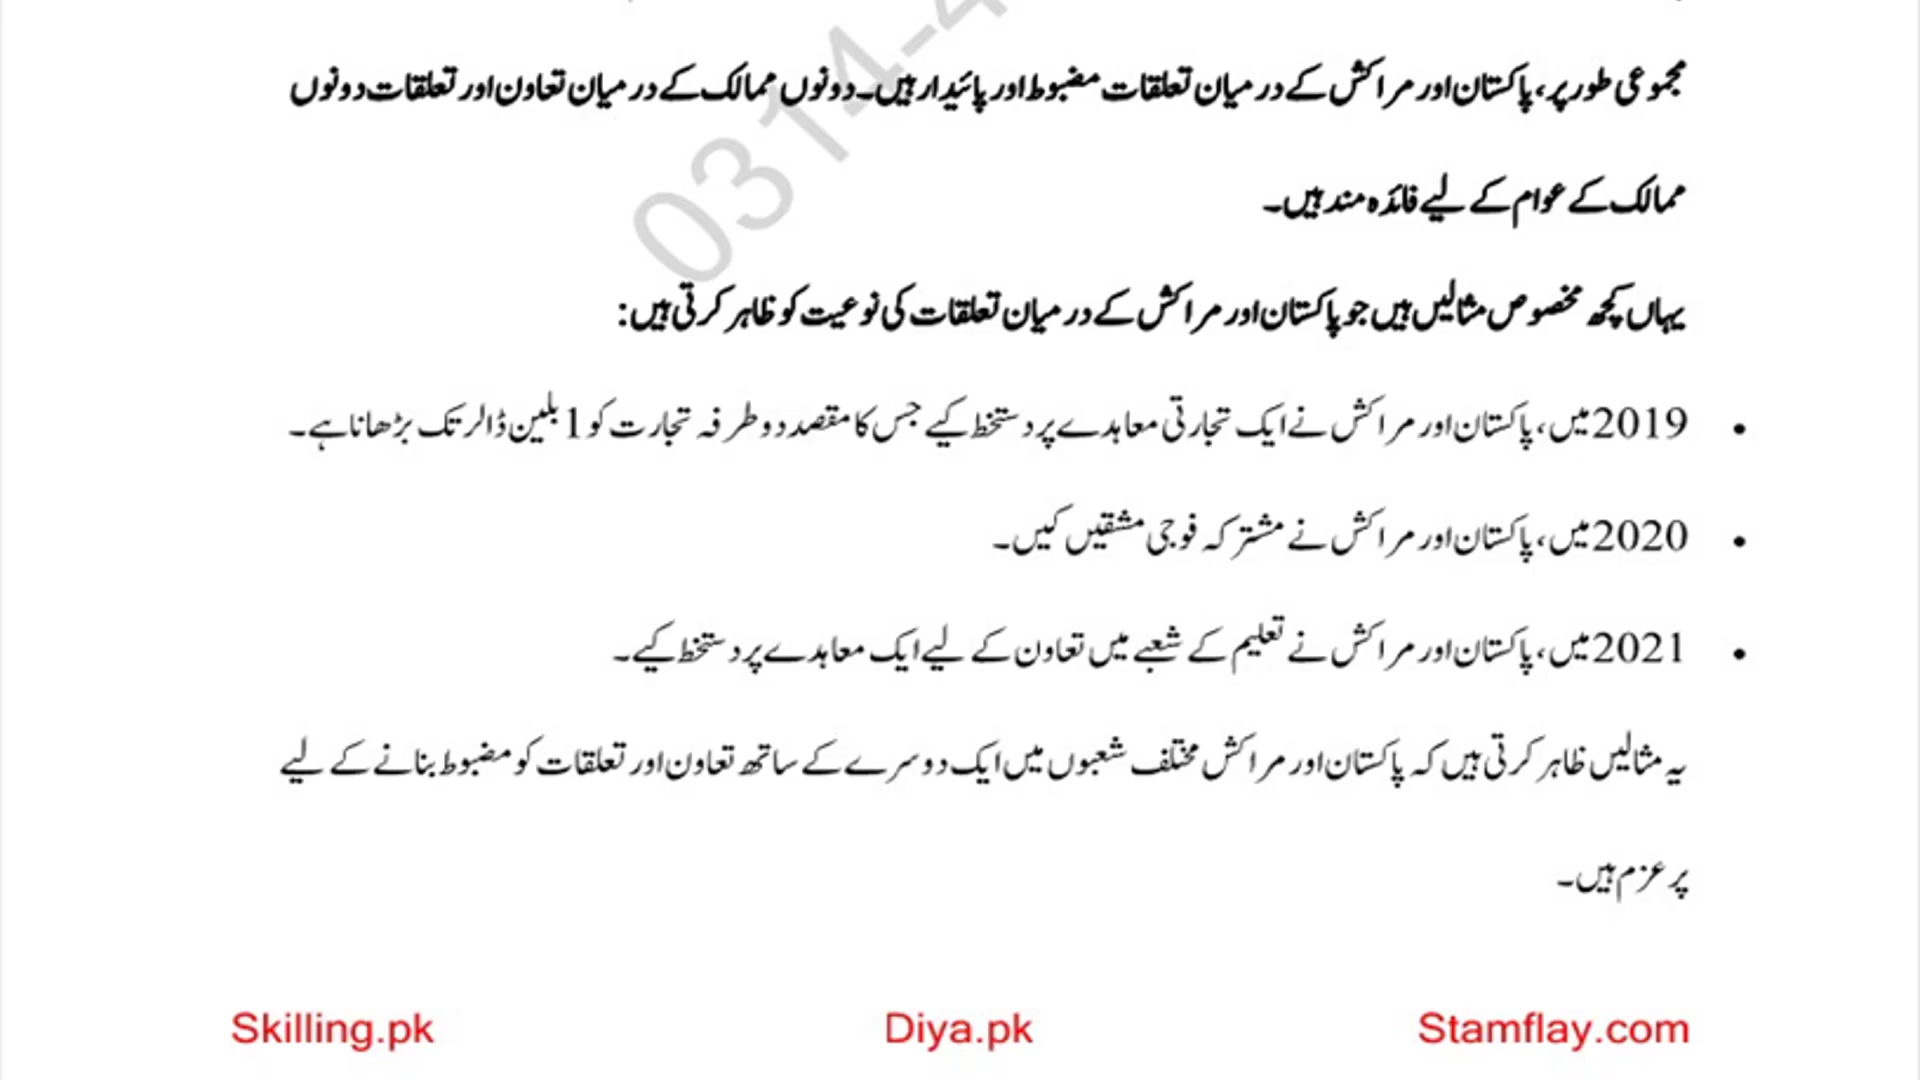 مجموعی طور پر، پاکستان اور مراکش کے درمیان تعلقات مضبوط اور پائیدار ہیں۔ دونوں ممالک کے درمیان تعاون اور تعلقات دونوں
ممالک کے عوام کے لیے فائدہ مند ہیں۔
یہاں کچھ مخصوص مثالیں ہیں جو پاکستان اور مراکش کے درمیان تعلقات کی نوعیت کو ظاہر کرتی ہیں:
• 2019 میں، پاکستان اور مراکش نے ایک تجارتی معاہدے پر دستخط کیے جس کا مقصد دو طرفہ تجارت کو 1 بلین ڈالر تک بڑھانا ہے۔
• 2020 میں، پاکستان اور مراکش نے مشترکہ فوجی مشقیں کیں۔
• 2021 میں، پاکستان اور مراکش نے تعلیم کے شعبے میں تعاون کے لیے ایک معاہدے پر دستخط کیے۔
یہ مثالیں ظاہر کرتی ہیں کہ پاکستان اور مراکش مختلف شعبوں میں ایک دوسرے کے ساتھ تعاون اور تعلقات کو مضبوط بنانے کے لیے
پر عزم ہیں۔
0314-4
Skilling.pk Diya.pk Stamflay.com